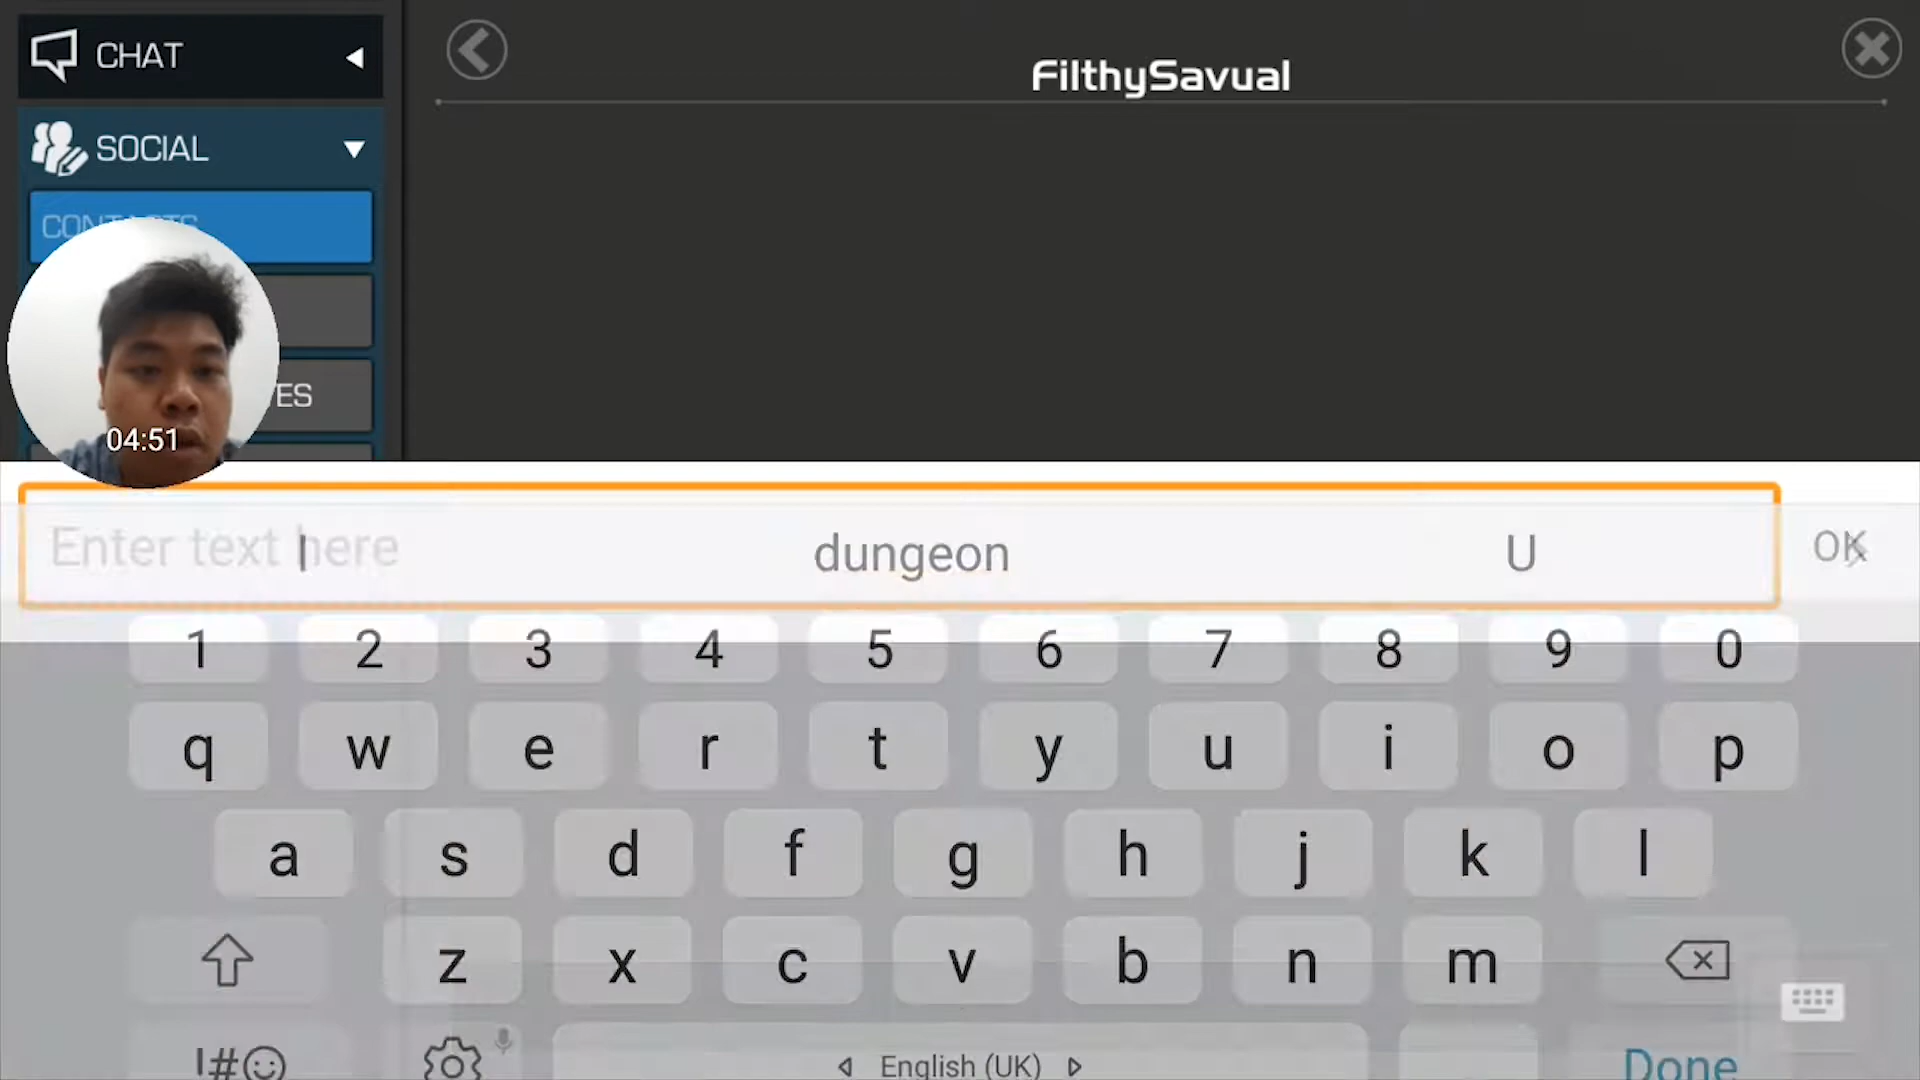 CHAT
FilthySavual
SOCIAL
CONTACTS
ES
04:51
Enter text here
I dungeon U
OK
1 2 3 4 5 6 7 8 9 0
q w e r t y u i o p
a s d f g h j k l
z x c v b n m
!#
English (UK)
Done